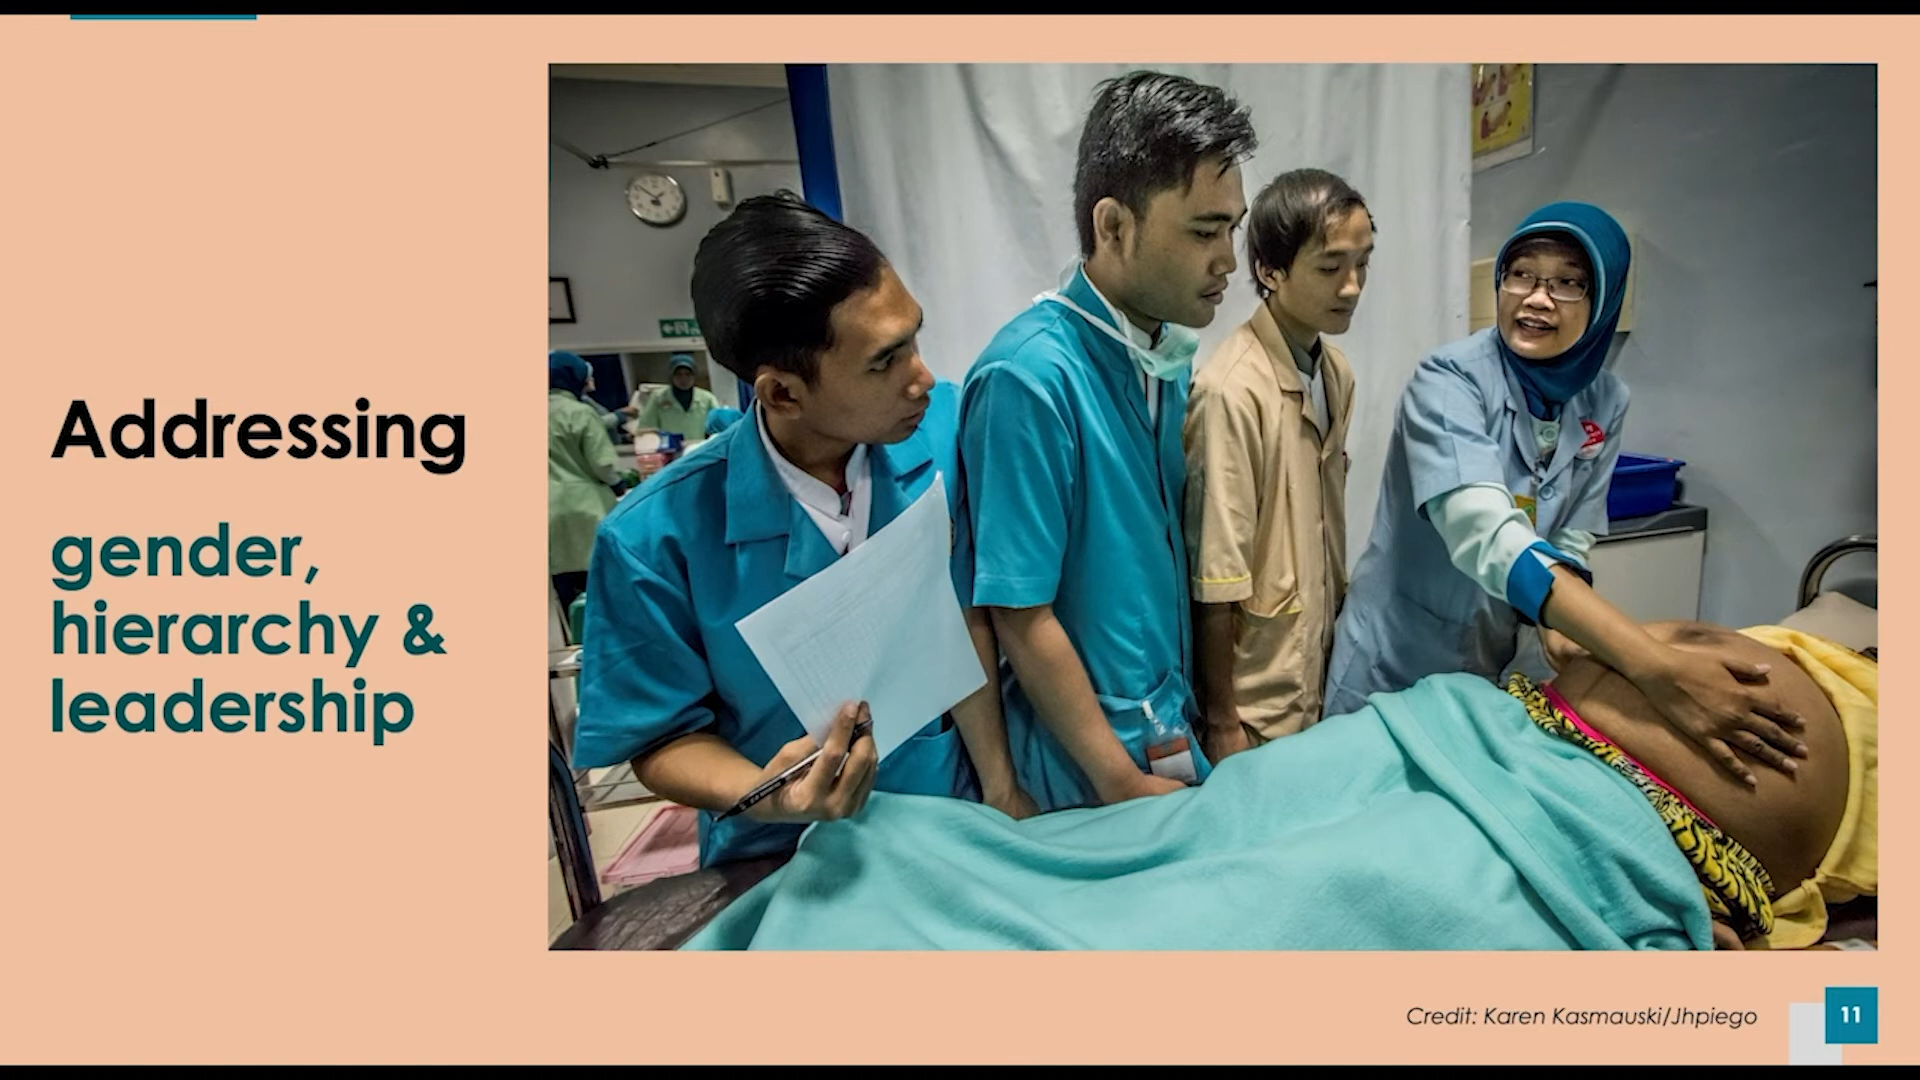 Addressing
gender,
hierarchy &
leadership
Credit: Karen Kasmauski/Jhpiego
11